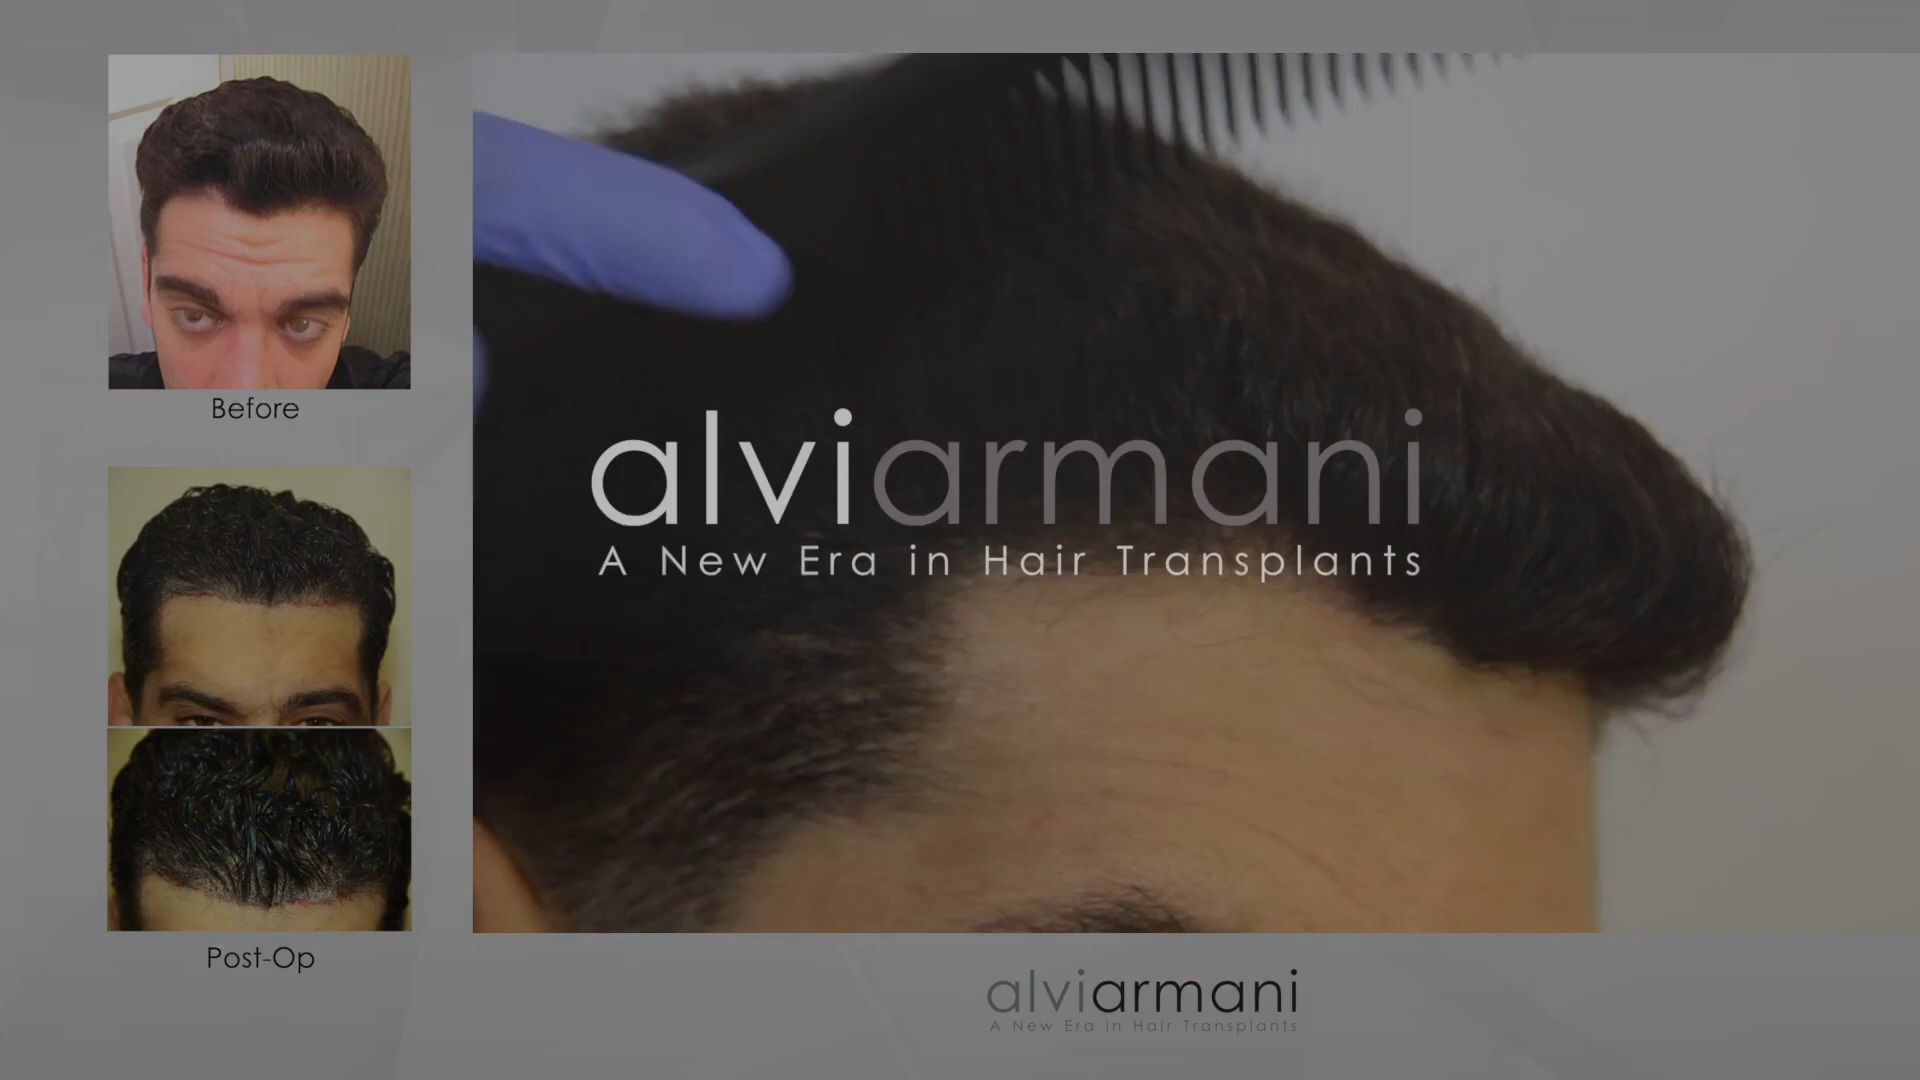 Before
Post-Op
alviarmani
A New Era in Hair Transplants
alviarmani
A New Era in Hair Transplants